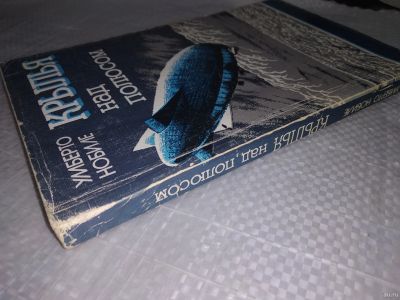 УМБЕРТО
НОБИЛЕ
КРЫЛЬЯ
НАД
ПОЛЮСОМ
УМБЕРТО НОБИЛЕ КРЫЛЬЯ НАД ПОЛЮСОМ